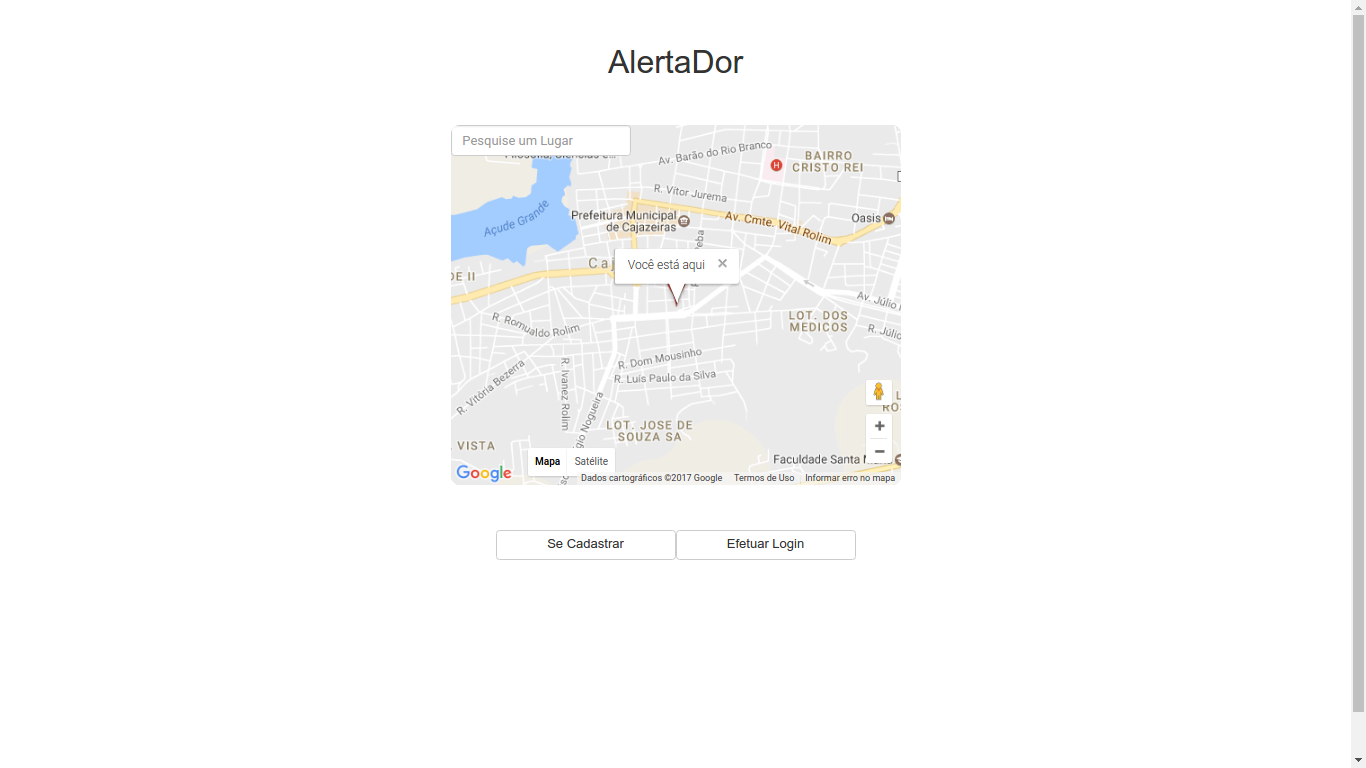 AlertaDor
Pesquise um Lugar
Av. Barão do Rio Branco
BAIRRO
CRISTO REI
H
R. Vitor Jurema
Açude Grande
Prefeitura Municipal
de Cajazeiras
Av. Cmte. Vital Rolim
Oasis
Você está aqui
DE II
Av. Júlio
LOT. DOS
MEDICOS
R. Romualdo Rolim
R. Júlio
R. Dom Mousinho
R. Luis Paulo da Silva
R. Vitória Bezerra
R. Ivanez Rolim
Nogueira
LOT. JOSE DE
SOUZA SA
VISTA
Faculdade Santa
Mapa
Satélite
Google
Dados cartográficos ©2017 Google
Termos de Uso
Informar erro no mapa
Se Cadastrar
Efetuar Login